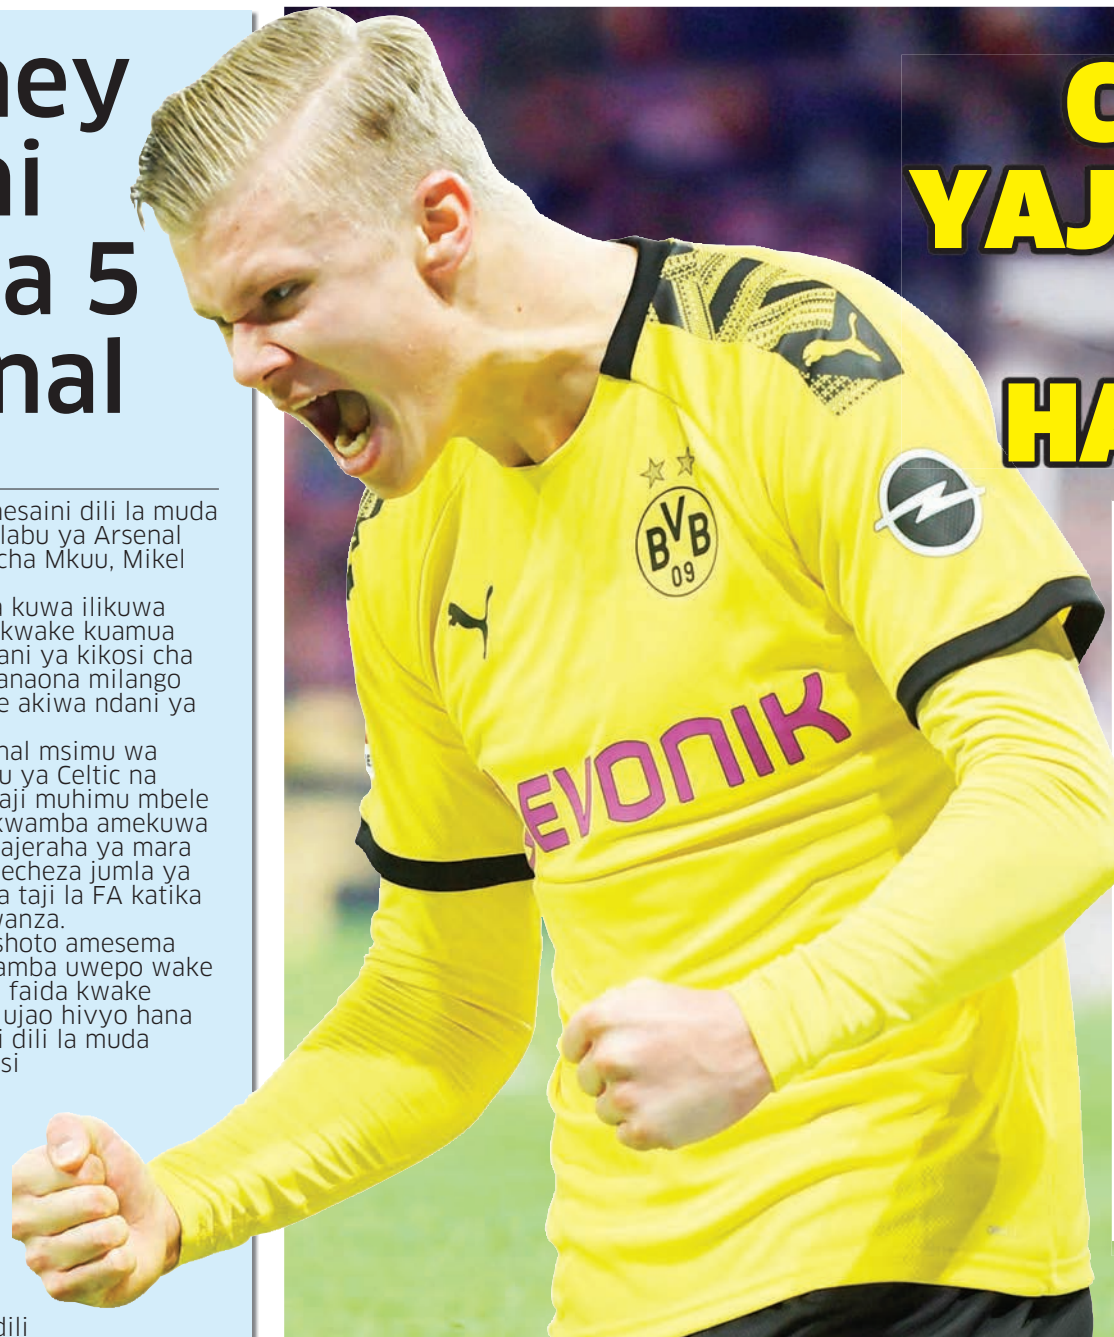 ney
ni
a 5
nal
nesaini dili la muda
labu ya Arsenal
cha Mkuu, Mikel
a kuwa ilikuwa
kwake kuamua
ani ya kikosi cha
anaona milango
e akiwa ndani ya
nal msimu wa
u ya Celtic na
aji muhimu mbele
kwamba amekuwa
ajeraha ya mara
echeza jumla ya
a taji la FA katika
wanza.
shoto amesema
amba uwepo wake
faida kwake
ujao hivyo hana
i dili la muda
si
dili
YAJ
HA
BVB
09
EVONIK